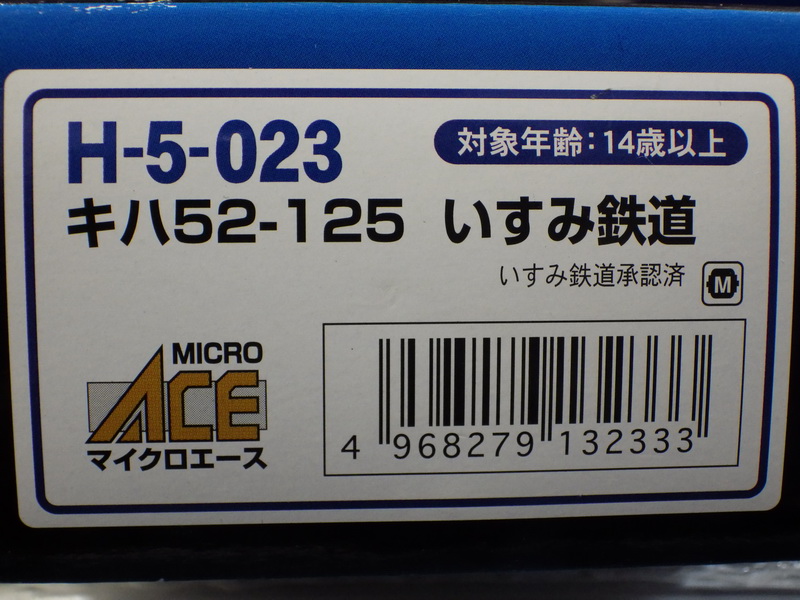 H-5-023
対象年齢:14歳以上
キハ52-125 いすみ鉄道
いすみ鉄道承認済
M
MICRO
ACE
マイクロエース
4 968279 132333